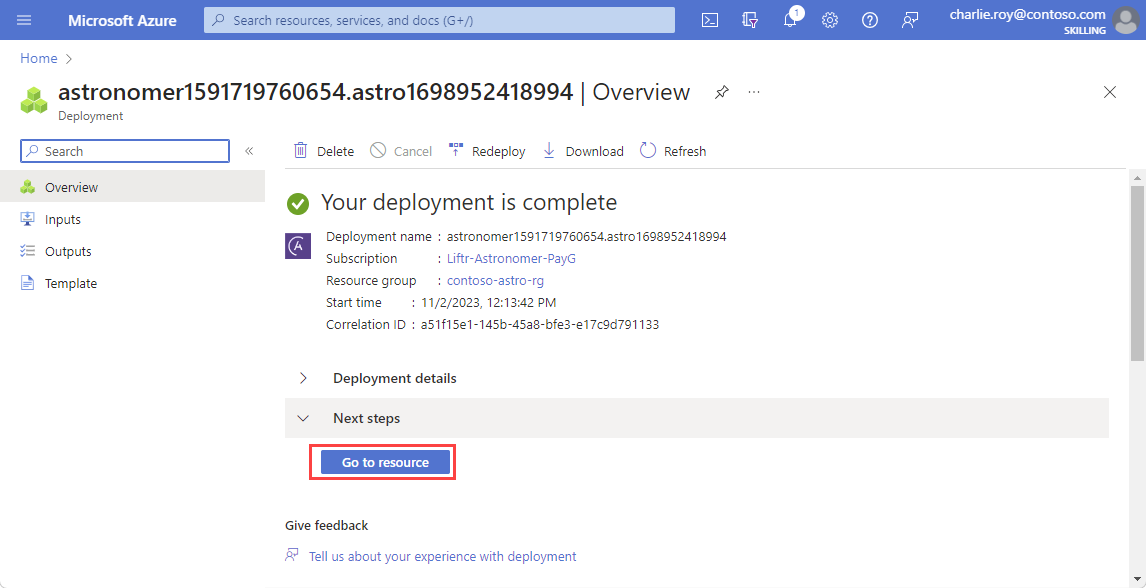 Microsoft Azure
Search resources, services, and docs (G+/)
1
charlie.roy@contoso.com
SKILLING
Home
astronomer1591719760654.astro1698952418994 | Overview
Deployment
Search
Delete
Cancel
Redeploy
Download
Refresh
Overview
Inputs
Outputs
Template
Your deployment is complete
Deployment name : astronomer1591719760654.astro1698952418994
Subscription : Liftr-Astronomer-PayG
Resource group : contoso-astro-rg
Start time : 11/2/2023, 12:13:42 PM
Correlation ID : a51f15e1-145b-45a8-bfe3-e17c9d791133
Deployment details
Next steps
Go to resource
Give feedback
Tell us about your experience with deployment